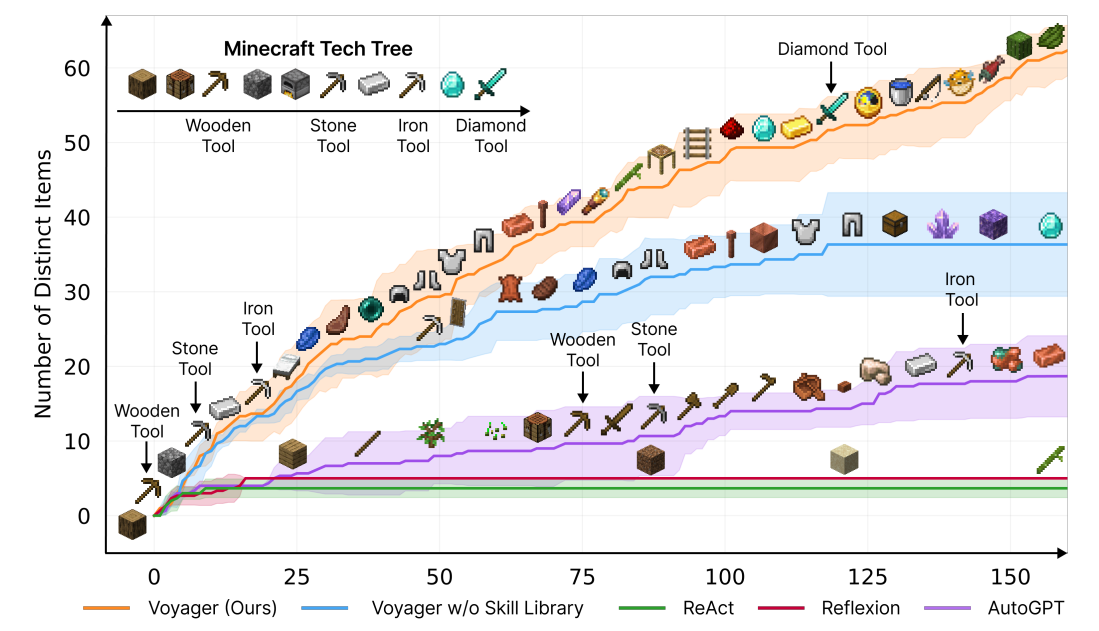 Minecraft Tech Tree
Wooden Tool
Stone Tool
Iron Tool
Diamond Tool
Number of Distinct Items
60
50
40
30
20
10
0
Wooden Tool
Stone Tool
Iron Tool
Diamond Tool
Wooden Tool
Stone Tool
Iron Tool
0 25 50 75 100 125 150
Voyager (Ours) Voyager w/o Skill Library ReAct Reflexion AutoGPT